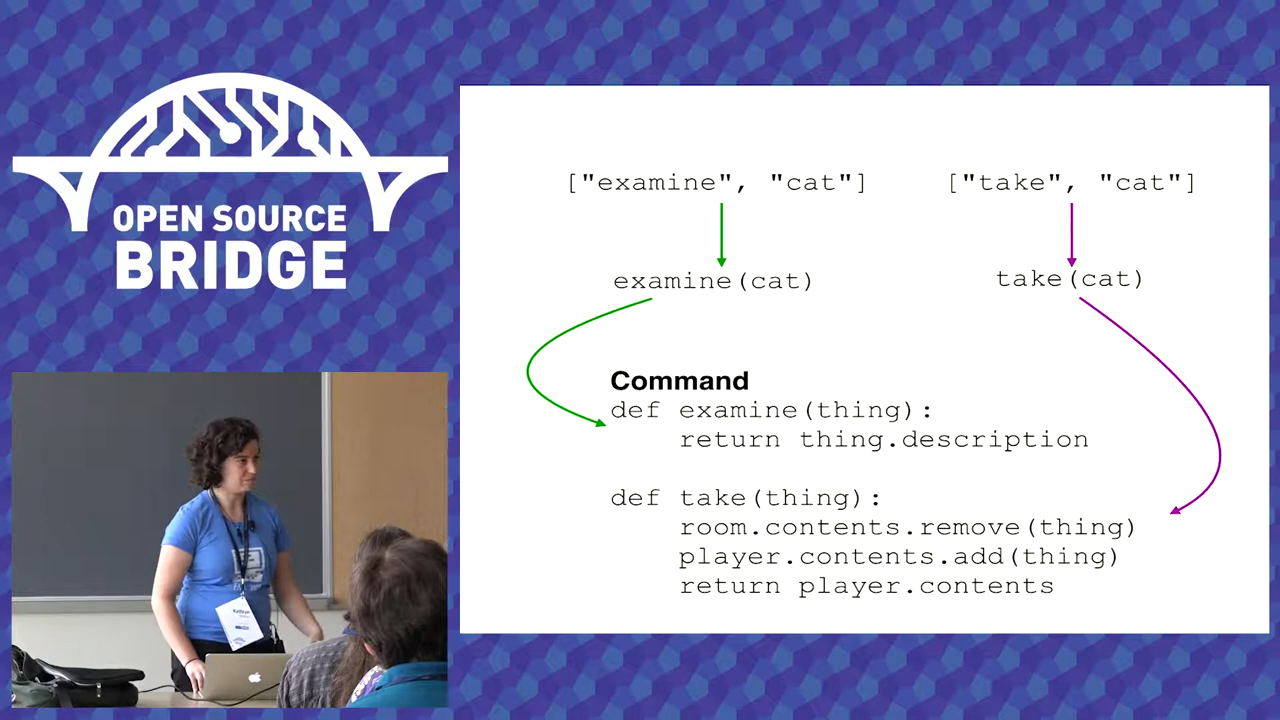 OPEN SOURCE
BRIDGE
["examine", "cat"]
["take", "cat"]
examine(cat)
take(cat)
Command
def examine(thing):
return thing.description
def take(thing):
room.contents.remove(thing)
player.contents.add(thing)
return player.contents
Kathryn